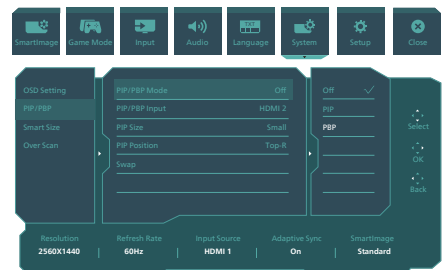 SmartImage
Game Mode
Input
Audio
TXT
Language
System
Setup
Close
OSD Setting
PIP/PBP
Smart Size
Over Scan
PIP/PBP Mode Off
PIP/PBP Input HDMI 2
PIP Size Small
PIP Position Top-R
Swap
Off
PIP
PBP
Select
OK
Back
Resolution Refresh Rate Input Source Adaptive Sync SmartImage
2560X1440 60Hz HDMI 1 On Standard